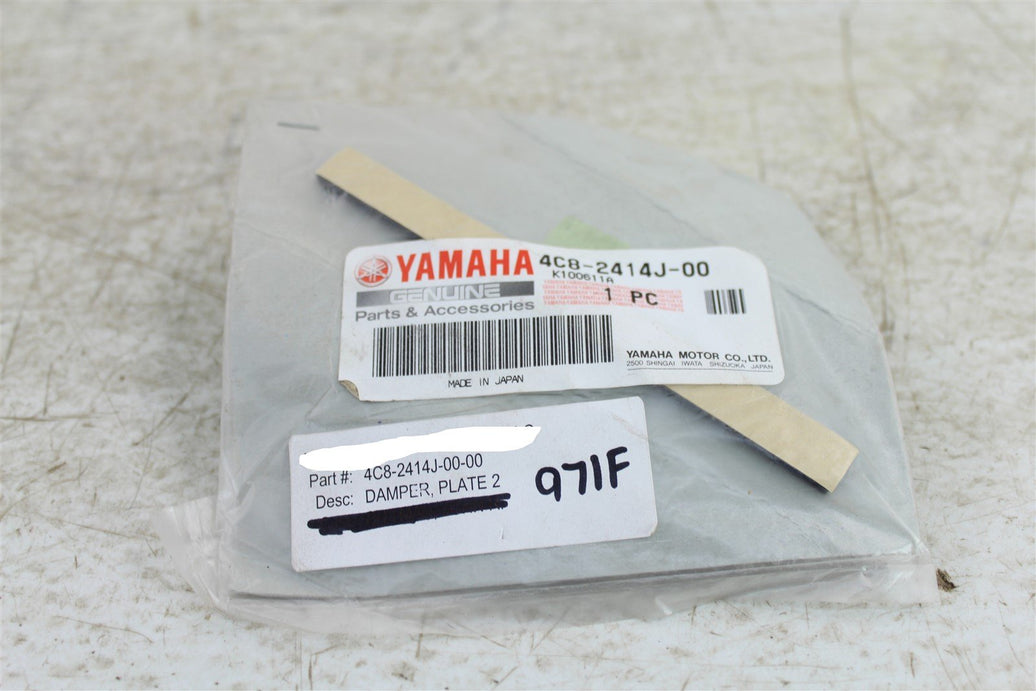 YAMAHA 4C8-2414J-00
K100611A
GENUINE
1 PC
Parts & Accessories
YAMAHA MOTOR CO., LTD.
2500 SHINGAI IWATA SHIZUOKA JAPAN
MADE IN JAPAN
Part #: 4C8-2414J-00-00
Desc: DAMPER, PLATE 2
971F